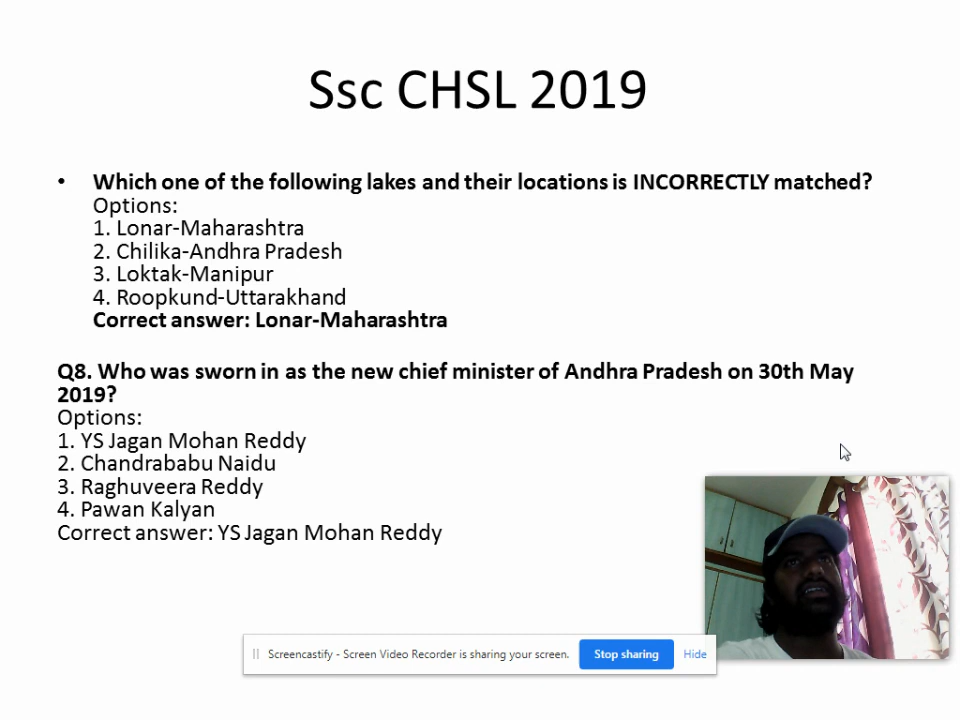 Ssc CHSL 2019
• Which one of the following lakes and their locations is INCORRECTLY matched?
Options:
1. Lonar-Maharashtra
2. Chilika-Andhra Pradesh
3. Loktak-Manipur
4. Roopkund-Uttarakhand
Correct answer: Lonar-Maharashtra
Q8. Who was sworn in as the new chief minister of Andhra Pradesh on 30th May
2019?
Options:
1. YS Jagan Mohan Reddy
2. Chandrababu Naidu
3. Raghuveera Reddy
4. Pawan Kalyan
Correct answer: YS Jagan Mohan Reddy
Screencastify - Screen Video Recorder is sharing your screen. Stop sharing Hide